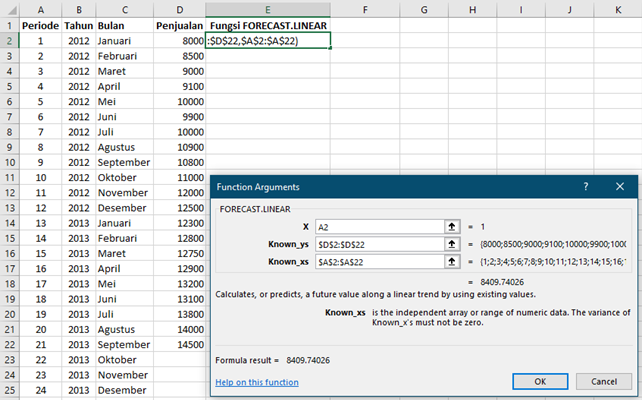 A B C D E F G H I J K
1 Periode Tahun Bulan Penjualan Fungsi FORECAST.LINEAR
2 1 2012 Januari 8000 :$D$22,$A$2:$A$22)
3 2 2012 Februari 8500
4 3 2012 Maret 9000
5 4 2012 April 9100
6 5 2012 Mei 10000
7 6 2012 Juni 9900
8 7 2012 Juli 10000
9 8 2012 Agustus 10900
10 9 2012 September 10800
11 10 2012 Oktober 11000
12 11 2012 November 12000
13 12 2012 Desember 12500
14 13 2013 Januari 12300
15 14 2013 Februari 12800
16 15 2013 Maret 12750
17 16 2013 April 12900
18 17 2013 Mei 13200
19 18 2013 Juni 13100
20 19 2013 Juli 13800
21 20 2013 Agustus 14000
22 21 2013 September 14500
23 22 2013 Oktober
24 23 2013 November
25 24 2013 Desember
Function Arguments ? ×
FORECAST.LINEAR
X A2 = 1
Known_ys $D$2:$D$22 = {8000;8500;9000;9100;10000;9900;1000
Known_xs $A$2:$A$22 = {1;2;3;4;5;6;7;8;9;10;11;12;13;14;15;16;
= 8409.74026
Calculates, or predicts, a future value along a linear trend by using existing values.
Known_xs is the independent array or range of numeric data. The variance of
Known_x's must not be zero.
Formula result = 8409.74026
Help on this function OK Cancel